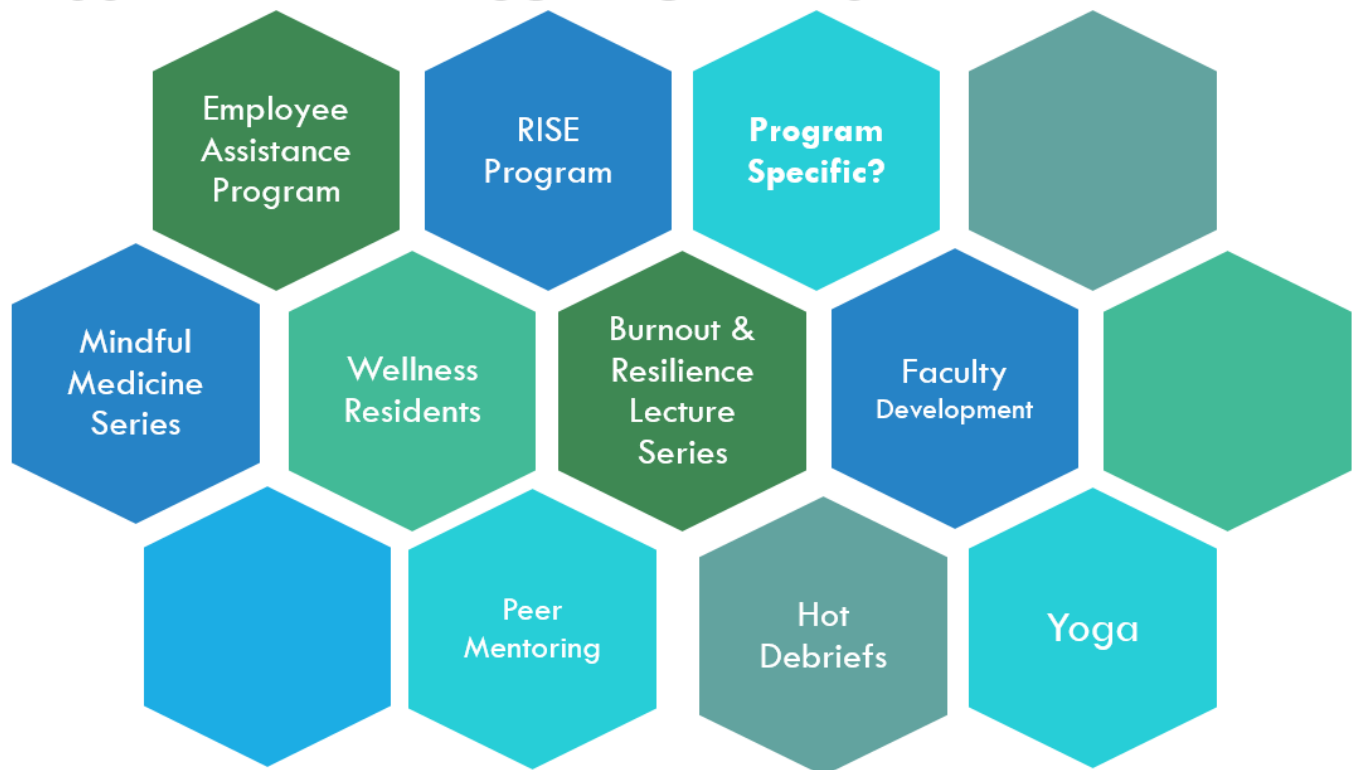 Employee
Assistance
Program
RISE
Program
Program
Specific?
Mindful
Medicine
Series
Wellness
Residents
Burnout &
Resilience
Lecture
Series
Faculty
Development
Peer
Mentoring
Hot
Debriefs
Yoga